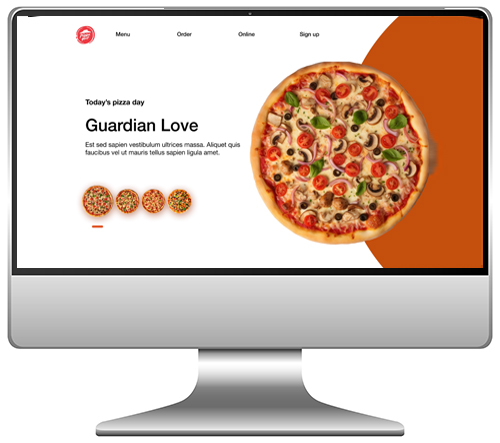 Menu
Order
Online
Sign up
Today's pizza day
Guardian Love
Est sed sapien vestibulum ultrices massa. Aliquet quis
faucibus vel ut mauris tellus sapien ligula amet.